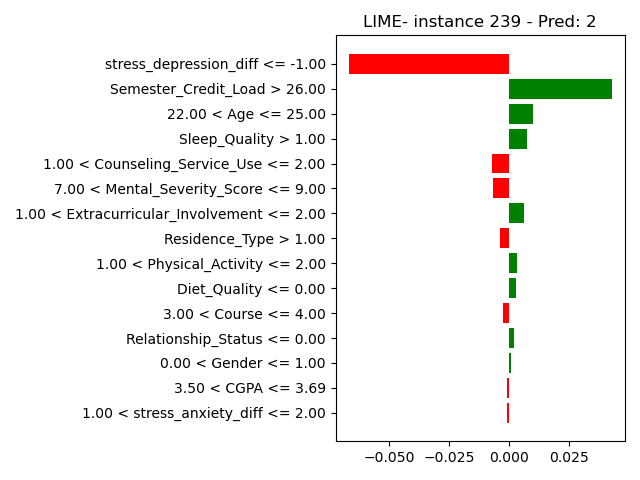 LIME- instance 239 - Pred: 2
stress_depression_diff <= -1.00
Semester_Credit_Load > 26.00
22.00 < Age <= 25.00
Sleep_Quality > 1.00
1.00 < Counseling_Service_Use <= 2.00
7.00 < Mental_Severity_Score <= 9.00
1.00 < Extracurricular_Involvement <= 2.00
Residence_Type > 1.00
1.00 < Physical_Activity <= 2.00
Diet_Quality <= 0.00
3.00 < Course <= 4.00
Relationship_Status <= 0.00
0.00 < Gender <= 1.00
3.50 < CGPA <= 3.69
1.00 < stress_anxiety_diff <= 2.00
−0.050 −0.025 0.000 0.025